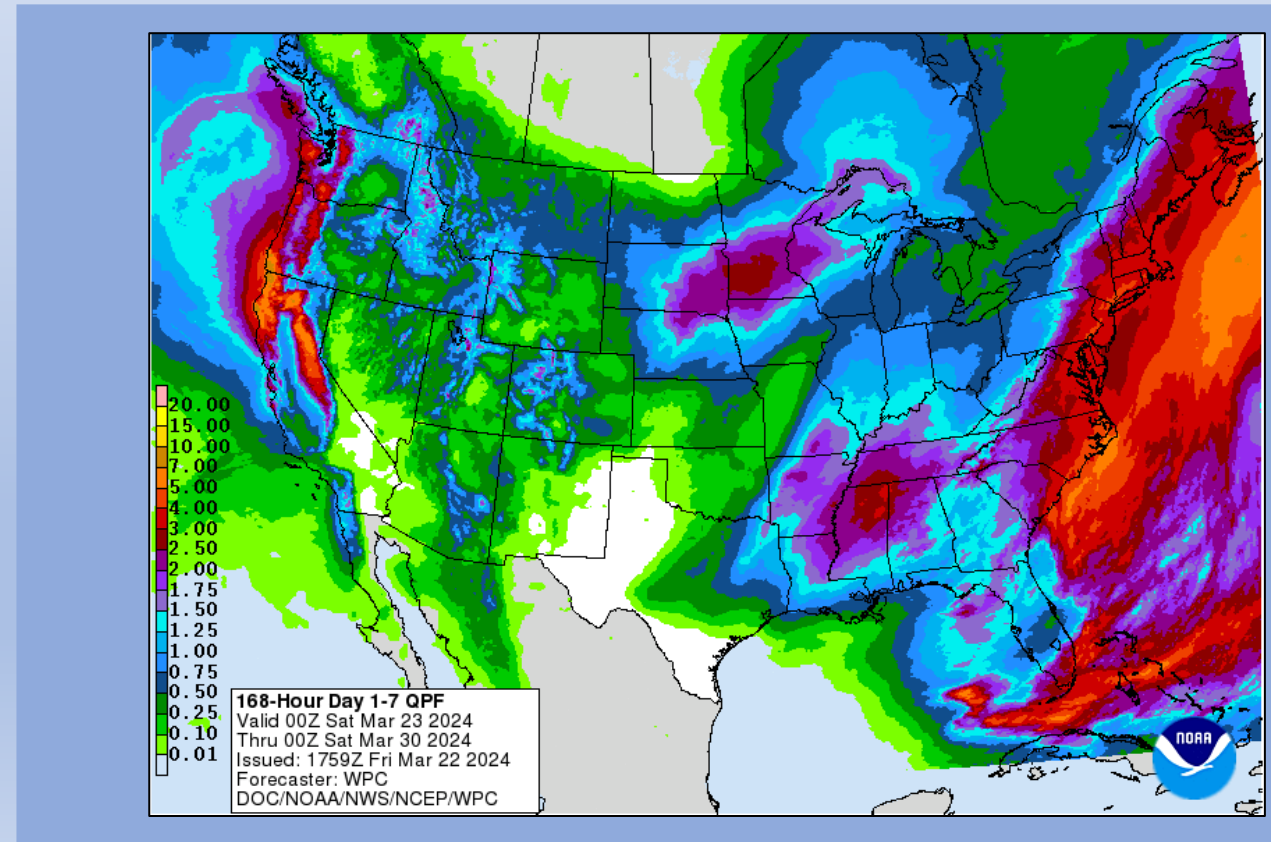 20.00
15.00
10.00
7.00
5.00
4.00
3.00
2.50
2.00
1.75
1.50
1.25
1.00
0.75
0.50
0.25
0.10
0.01
168-Hour Day 1-7 QPF
Valid 00Z Sat Mar 23 2024
Thru 00Z Sat Mar 30 2024
Issued: 1759Z Fri Mar 22 2024
Forecaster: WPC
DOC/NOAA/NWS/NCEP/WPC
NOAA